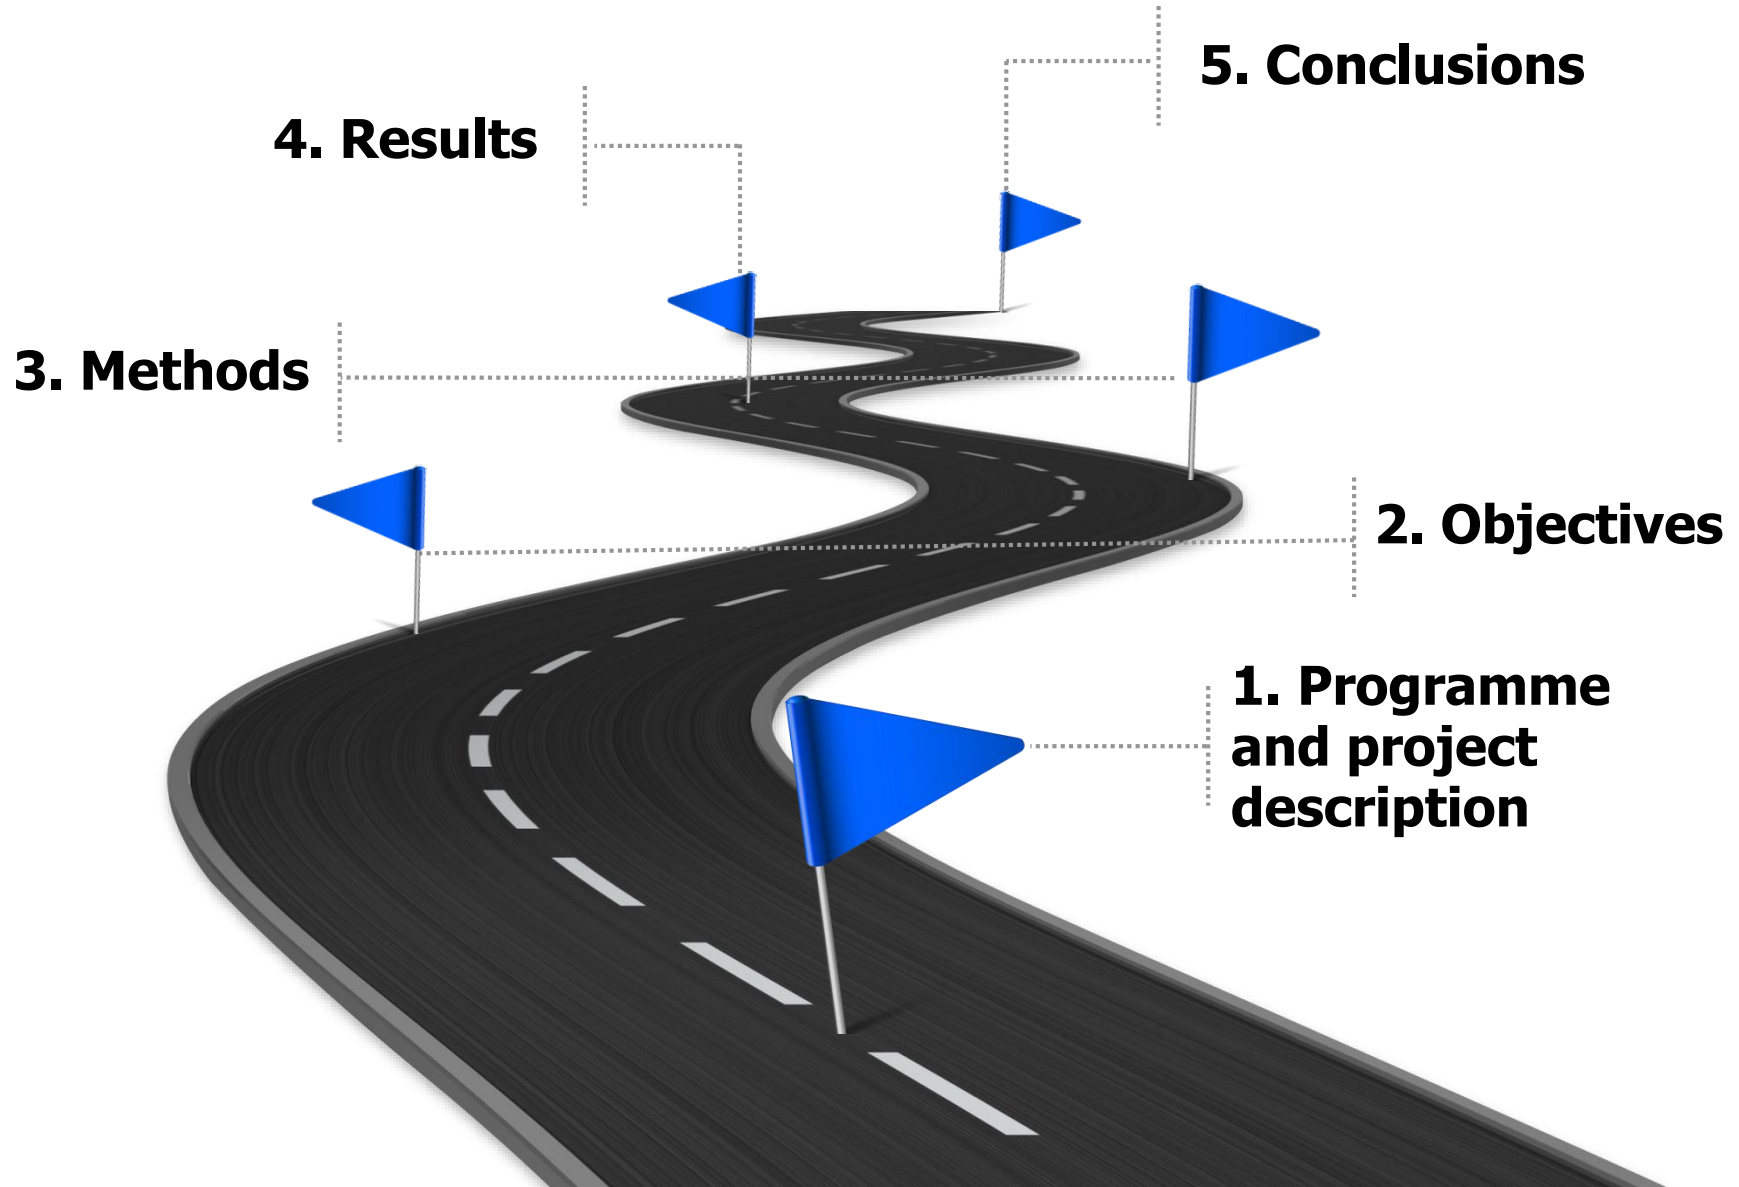 5. Conclusions
4. Results
3. Methods
2. Objectives
1. Programme
and project
description